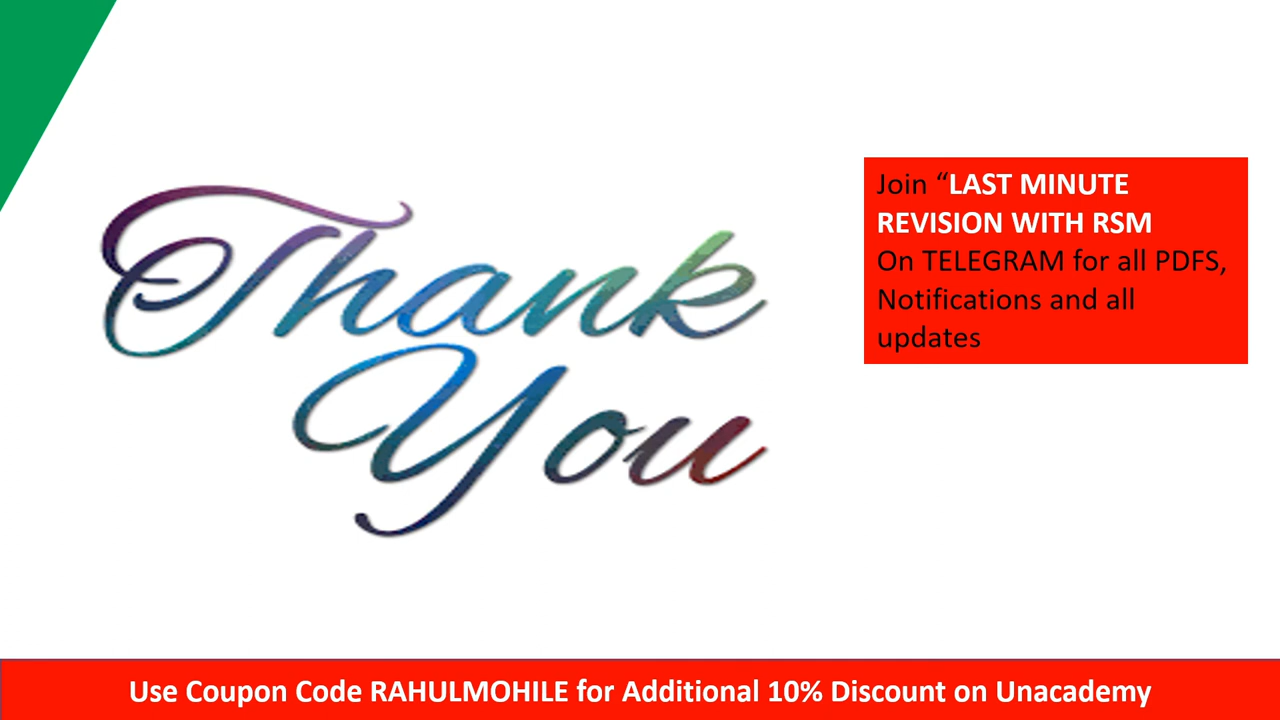 Thank
You
Join “LAST MINUTE
REVISION WITH RSM
On TELEGRAM for all PDFS,
Notifications and all
updates
Use Coupon Code RAHULMOHILE for Additional 10% Discount on Unacademy